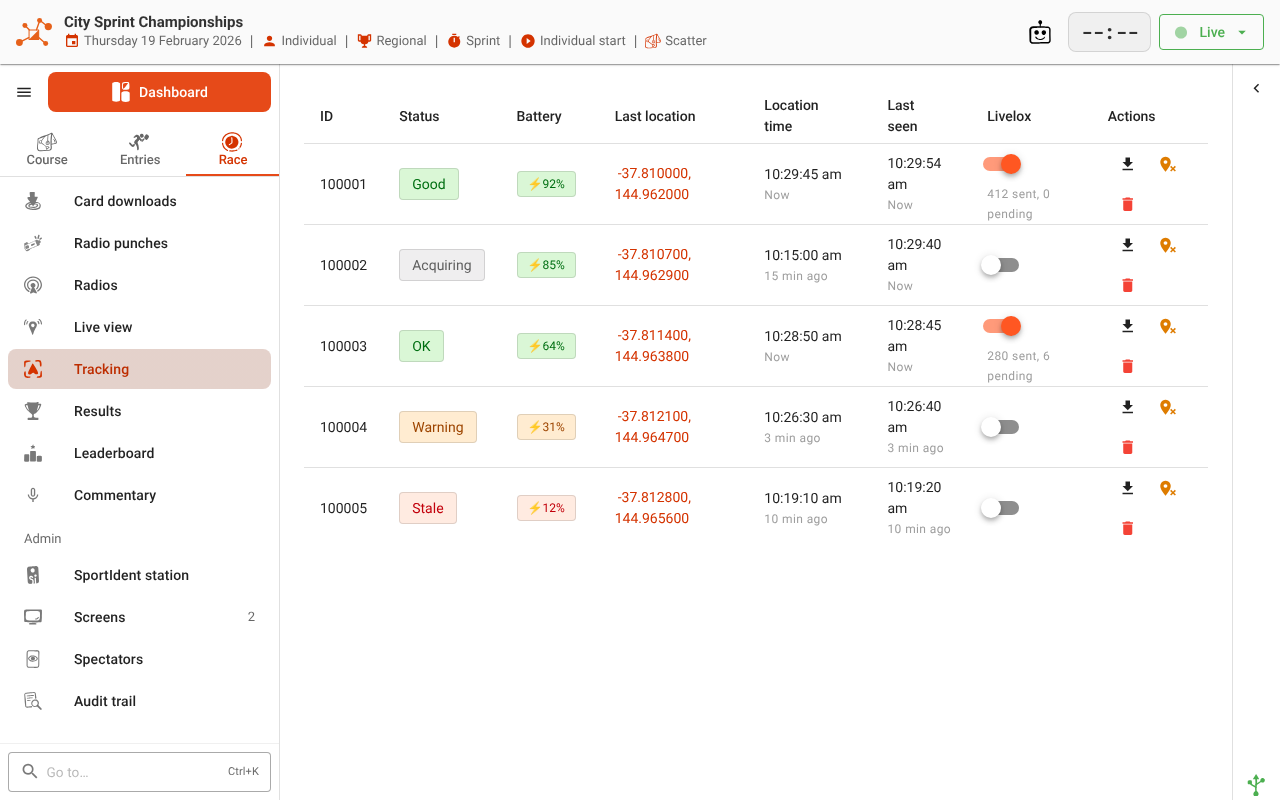 City Sprint Championships
Thursday 19 February 2026 | Individual | Regional | Sprint | Individual start | Scatter
--:--
Live
Dashboard
Course
Entries
Race
Card downloads
Radio punches
Radios
Live view
Tracking
Results
Leaderboard
Commentary
Admin
SportIdent station
Screens 2
Spectators
Audit trail
Go to...
Ctrl+K
ID Status Battery Last location Location time Last seen Livelox Actions
100001 Good ⚡92% -37.810000, 144.962000 10:29:45 am Now 10:29:54 am Now 412 sent, 0 pending
100002 Acquiring ⚡85% -37.810700, 144.962900 10:15:00 am 15 min ago 10:29:40 am Now
100003 OK ⚡64% -37.811400, 144.963800 10:28:50 am Now 10:28:45 am Now 280 sent, 6 pending
100004 Warning ⚡31% -37.812100, 144.964700 10:26:30 am 3 min ago 10:26:40 am 3 min ago
100005 Stale ⚡12% -37.812800, 144.965600 10:19:10 am 10 min ago 10:19:20 am 10 min ago